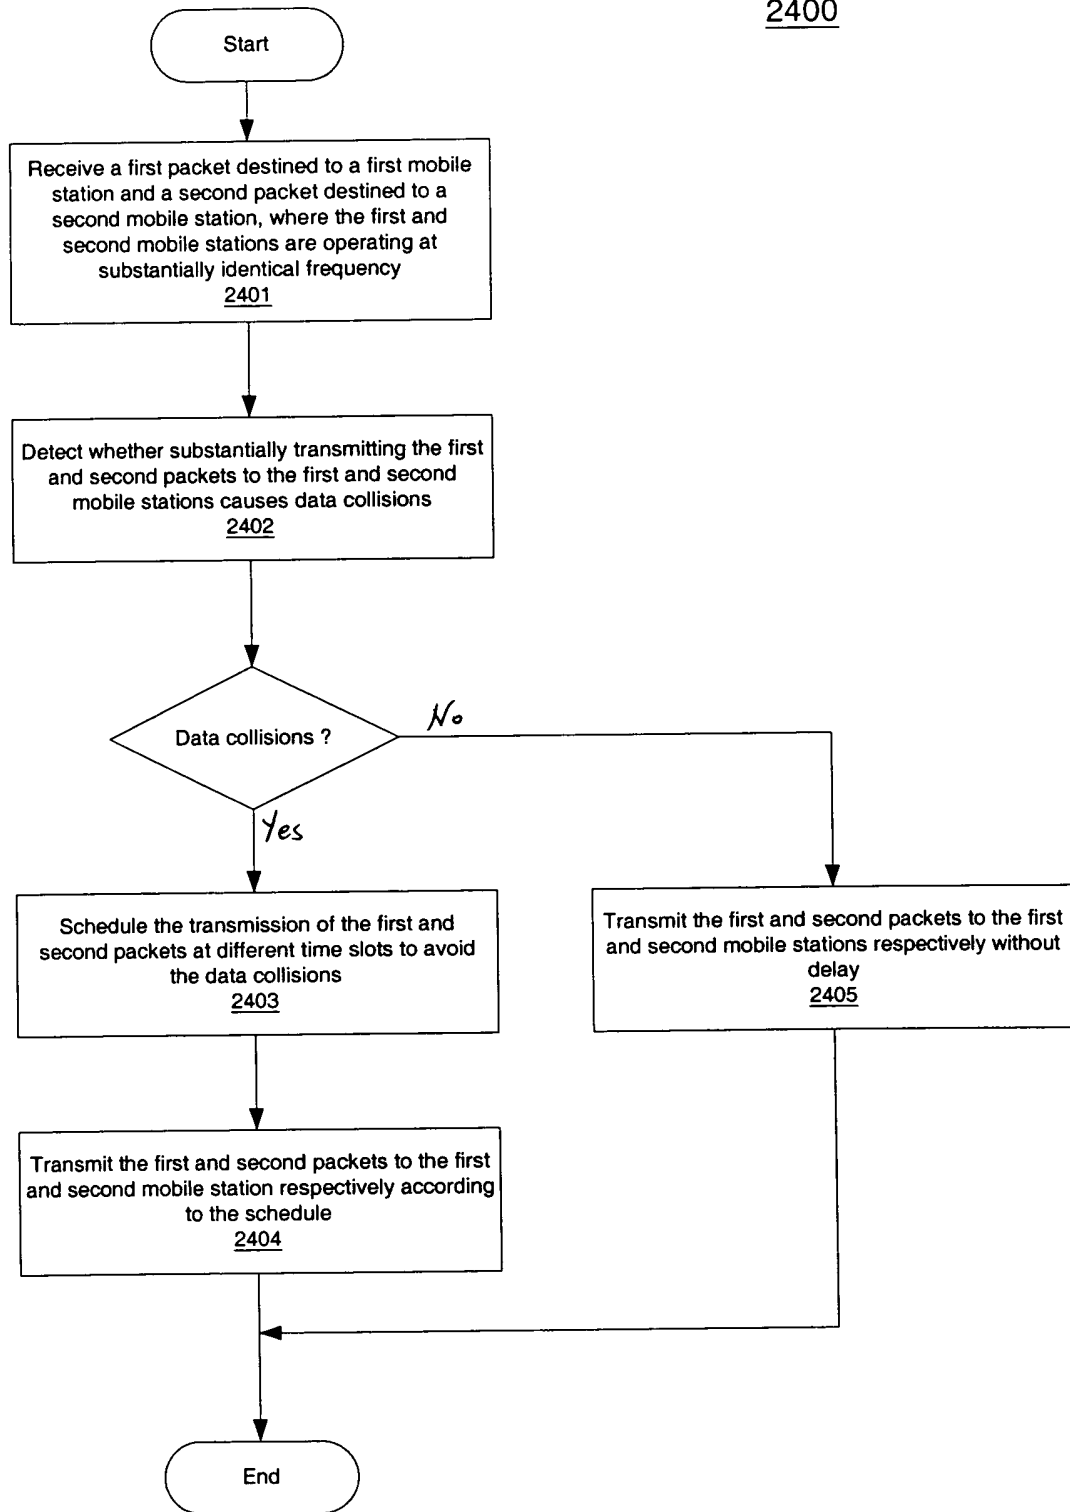 2400
Start
Receive a first packet destined to a first mobile
station and a second packet destined to a
second mobile station, where the first and
second mobile stations are operating at
substantially identical frequency
2401
Detect whether substantially transmitting the first
and second packets to the first and second
mobile stations causes data collisions
2402
Data collisions ?
No
Yes
Schedule the transmission of the first and
second packets at different time slots to avoid
the data collisions
2403
Transmit the first and second packets to the first
and second mobile stations respectively without
delay
2405
Transmit the first and second packets to the first
and second mobile station respectively according
to the schedule
2404
End